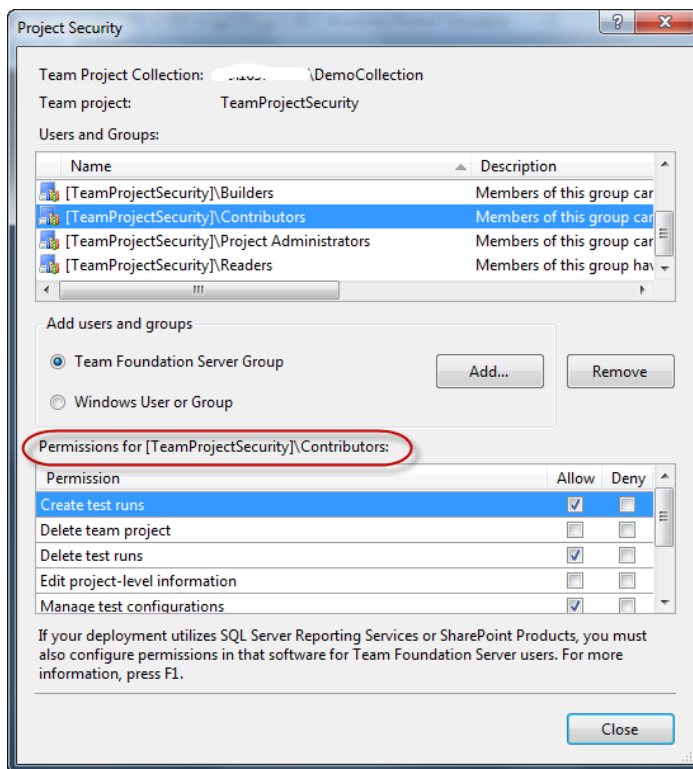 Project Security
Team Project Collection: \DemoCollection
Team project: TeamProjectSecurity
Users and Groups:
Name Description
[TeamProjectSecurity]\Builders Members of this group car
[TeamProjectSecurity]\Contributors Members of this group car
[TeamProjectSecurity]\Project Administrators Members of this group car
[TeamProjectSecurity]\Readers Members of this group hav
Add users and groups
Team Foundation Server Group
Add...
Remove
Windows User or Group
Permissions for [TeamProjectSecurity]\Contributors:
Permission Allow Deny
Create test runs
Delete team project
Delete test runs
Edit project-level information
Manage test configurations
If your deployment utilizes SQL Server Reporting Services or SharePoint Products, you must
also configure permissions in that software for Team Foundation Server users. For more
information, press F1.
Close